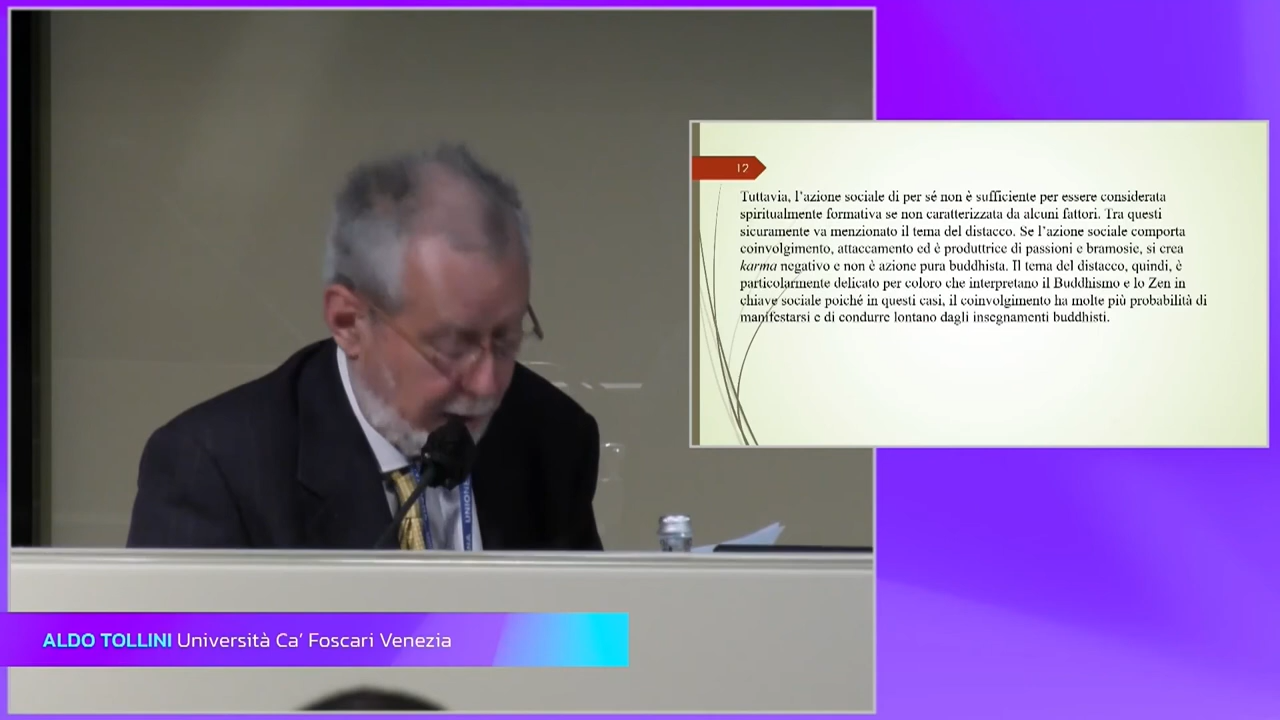 12
Tuttavia, l'azione sociale di per sé non è sufficiente per essere considerata
spiritualmente formativa se non caratterizzata da alcuni fattori. Tra questi
sicuramente va menzionato il tema del distacco. Se l'azione sociale comporta
coinvolgimento, attaccamento ed è produttrice di passioni e bramosie, si crea
karma negativo e non è azione pura buddhista. Il tema del distacco, quindi, è
particolarmente delicato per coloro che interpretano il Buddhismo e lo Zen in
chiave sociale poiché in questi casi, il coinvolgimento ha molte più probabilità di
manifestarsi e di condurre lontano dagli insegnamenti buddhisti.
UNIONE
ALDO TOLLINI Università Ca' Foscari Venezia